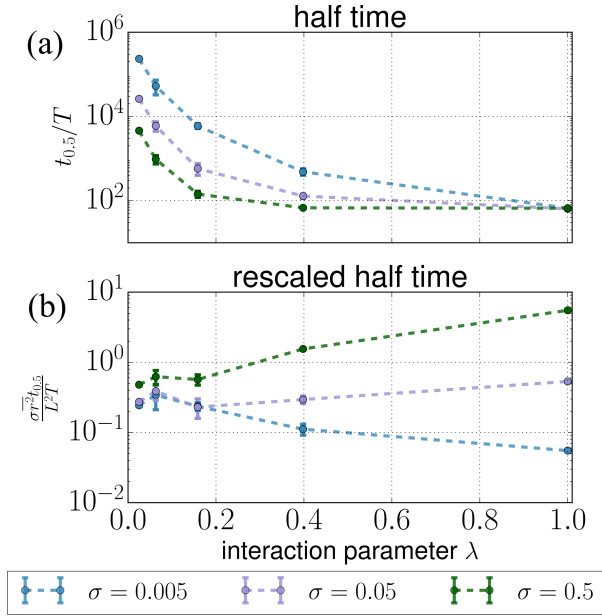 half time
(a)
10^6
10^4
10^2
t_{0.5}/T
rescaled half time
(b)
10^1
10^0
10^{-1}
10^{-2}
\frac{\sigma \overline{r^2} t_{0.5}}{L^2 T}
0.0 0.2 0.4 0.6 0.8 1.0
interaction parameter λ
σ = 0.005 σ = 0.05 σ = 0.5